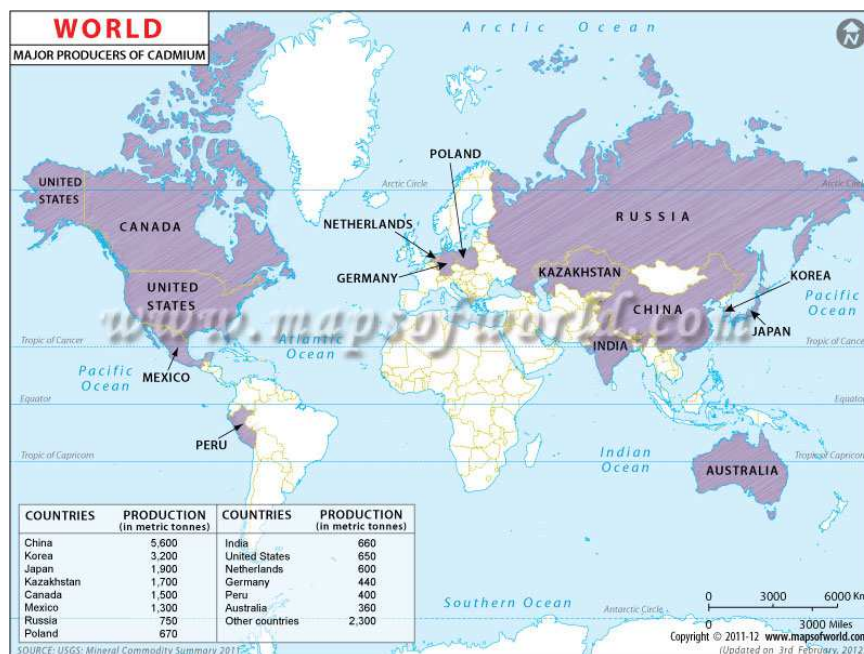 WORLD
MAJOR PRODUCERS OF CADMIUM
Arctic Ocean
N
POLAND
UNITED
STATES
Arctic Circle
Arctic Circle
CANADA
NETHERLANDS
RUSSIA
GERMANY
KAZAKHSTAN
KOREA
UNITED
STATES
CHINA
Pacific
Ocean
www.mapsofworld.com
JAPAN
Tropic of Cancer
Atlantic
Ocean
INDIA
Tropic of Cancer
Pacific
Ocean
MEXICO
Equator
Equator
PERU
Tropic of Capricorn
Indian
Ocean
Tropic of Capricorn
AUSTRALIA
COUNTRIES PRODUCTION COUNTRIES PRODUCTION
(in metric tonnes) (in metric tonnes)
China 5,600 India 660
Korea 3,200 United States 650
Japan 1,900 Netherlands 600
Kazakhstan 1,700 Germany 440
Canada 1,500 Peru 400
Mexico 1,300 Australia 360
Russia 750 Other countries 2,300
Poland 670
Southern Ocean
Antarctic Circle
0 3000 6000 Km
0 3000 Miles
Copyright © 2011-12 www.mapsofworld.com
SOURCE: USGS: Mineral Commodity Summary 2011
(Updated on 3rd February, 2012)